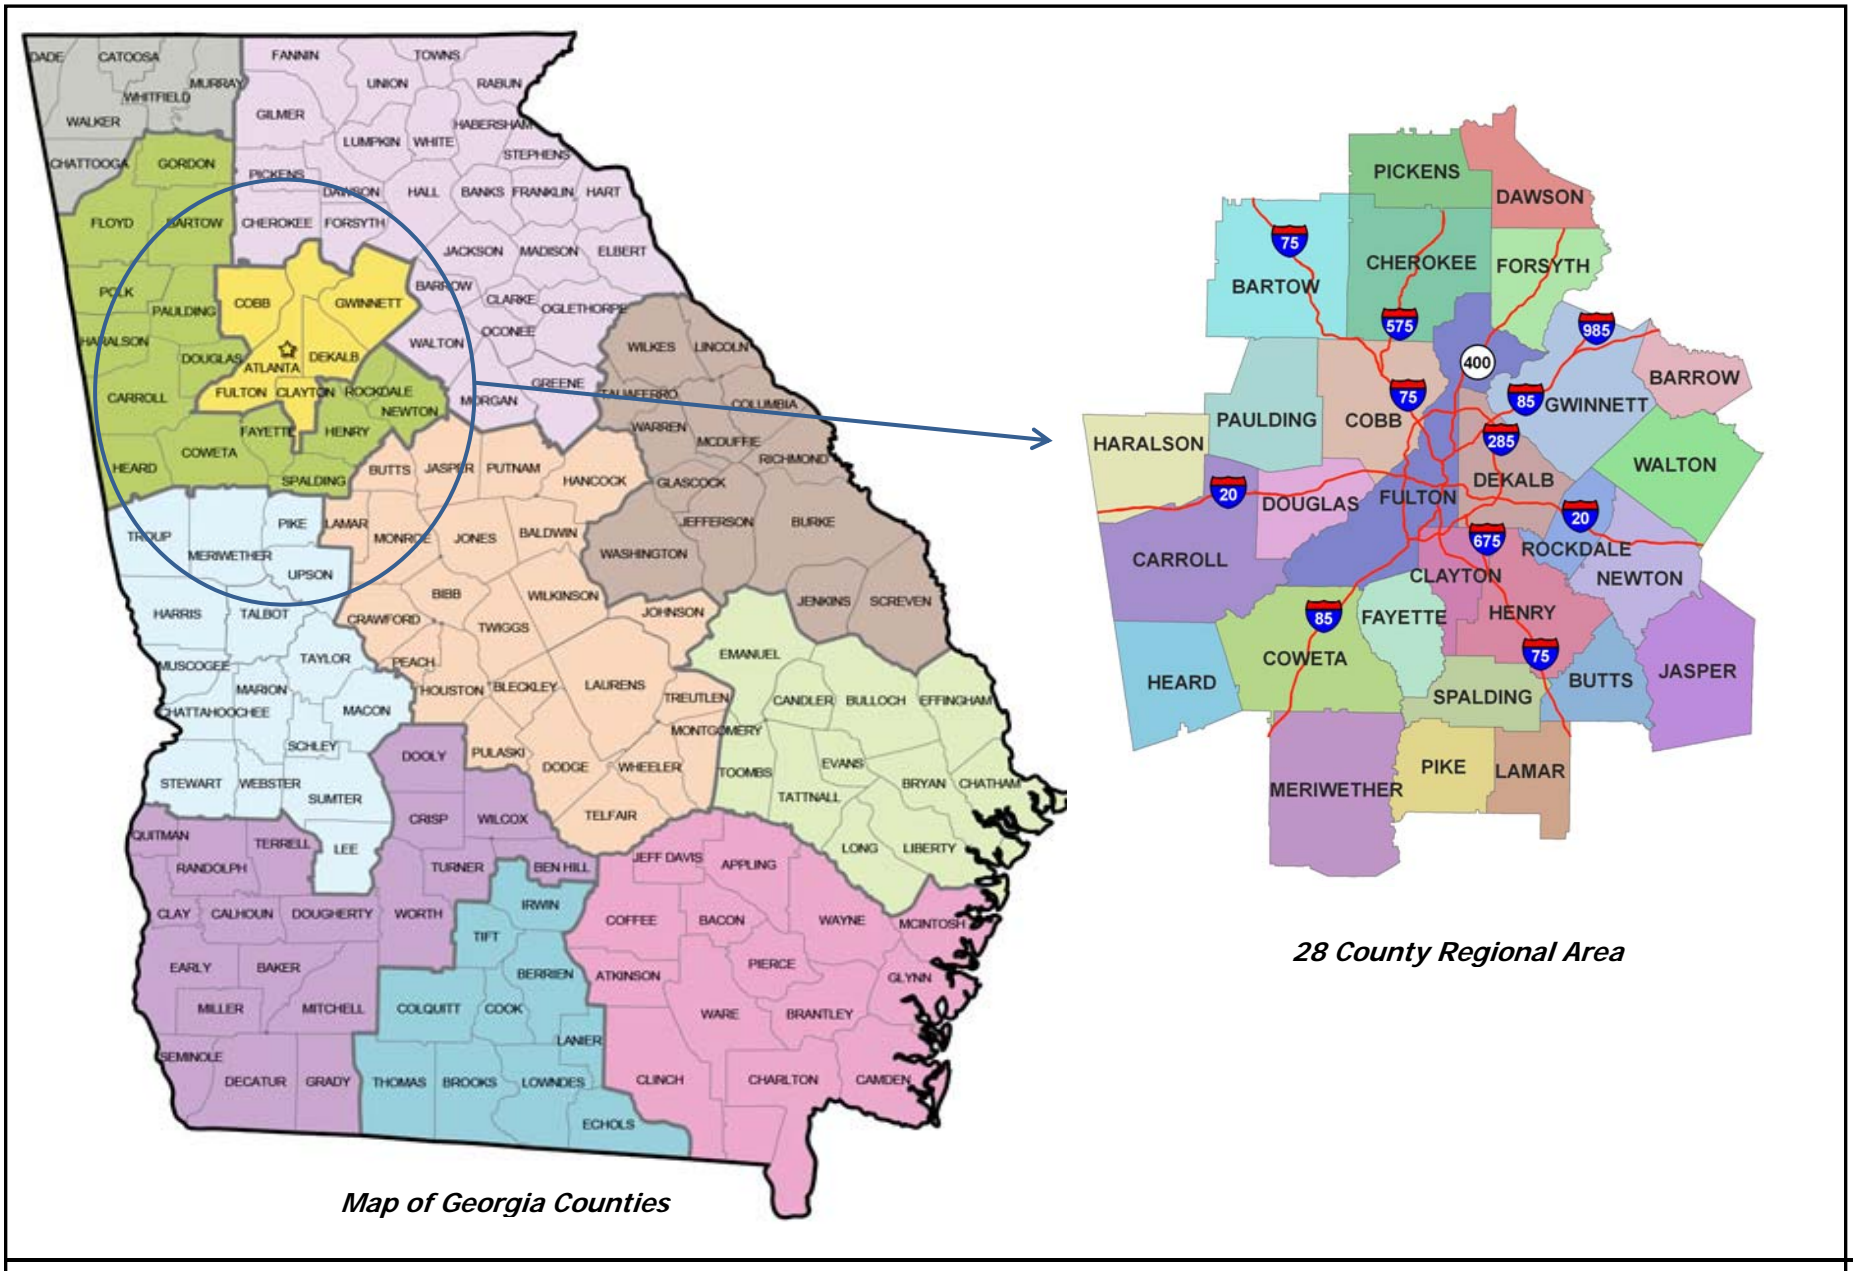 DADE
CATOOSA
FANNIN
TOWNS
UNION
RABUN
MURRAY
WHITFIELD
GILMER
WALKER
HABERSHAM
LUMPKIN
WHITE
STEPHENS
CHATTOOGA
GORDON
PICKENS
DAWSON
HALL
BANKS
FRANKLIN
HART
FLOYD
BARTOW
CHEROKEE
FORSYTH
JACKSON
MADISON
ELBERT
POLK
COBB
GWINNETT
BARROW
CLARKE
OGLETHORPE
PAULDING
OCONEE
HARALSON
WALTON
WILKES
LINCOLN
DOUGLAS
ATLANTA
DEKALB
GREENE
CARROLL
FULTON
CLAYTON
ROCKDALE
MORGAN
TALIAFERRO
COLUMBIA
NEWTON
FAYETTE
HENRY
WARREN
MCDUFFIE
COWETA
RICHMOND
HEARD
SPALDING
BUTTS
JASPER
PUTNAM
HANCOCK
GLASCOCK
TROUP
PIKE
LAMAR
MONROE
JONES
BALDWIN
JEFFERSON
BURKE
MERIWETHER
WASHINGTON
UPSON
BIBB
WILKINSON
JENKINS
SCREVEN
HARRIS
TALBOT
CRAWFORD
TWIGGS
JOHNSON
MUSCOGEE
TAYLOR
PEACH
EMANUEL
MARION
HOUSTON
BLECKLEY
LAURENS
TREUTLEN
CANDLER
BULLOCH
EFFINGHAM
CHATTAHOOCHEE
MACON
MONTGOMERY
SCHLEY
DOOLY
PULASKI
DODGE
WHEELER
TOOMBS
EVANS
BRYAN
CHATHAM
STEWART
WEBSTER
SUMTER
TATTNALL
CRISP
WILCOX
TELFAIR
QUITMAN
TERRELL
LEE
LONG
LIBERTY
RANDOLPH
TURNER
BEN HILL
JEFF DAVIS
APPLING
CLAY
CALHOUN
DOUGHERTY
WORTH
IRWIN
COFFEE
BACON
WAYNE
MCINTOSH
TIFT
EARLY
BAKER
BERRIEN
ATKINSON
PIERCE
GLYNN
MILLER
MITCHELL
COLQUITT
COOK
WARE
BRANTLEY
LANIER
SEMINOLE
DECATUR
GRADY
THOMAS
BROOKS
LOWNDES
CLINCH
CHARLTON
CAMDEN
ECHOLS
Map of Georgia Counties
PICKENS
DAWSON
75
CHEROKEE
FORSYTH
BARTOW
575
985
400
BARROW
75
85
GWINNETT
PAULDING
COBB
285
HARALSON
WALTON
DEKALB
20
DOUGLAS
FULTON
20
675
ROCKDALE
CARROLL
CLAYTON
NEWTON
85
FAYETTE
HENRY
COWETA
75
JASPER
HEARD
BUTTS
SPALDING
PIKE
LAMAR
MERIWETHER
28 County Regional Area